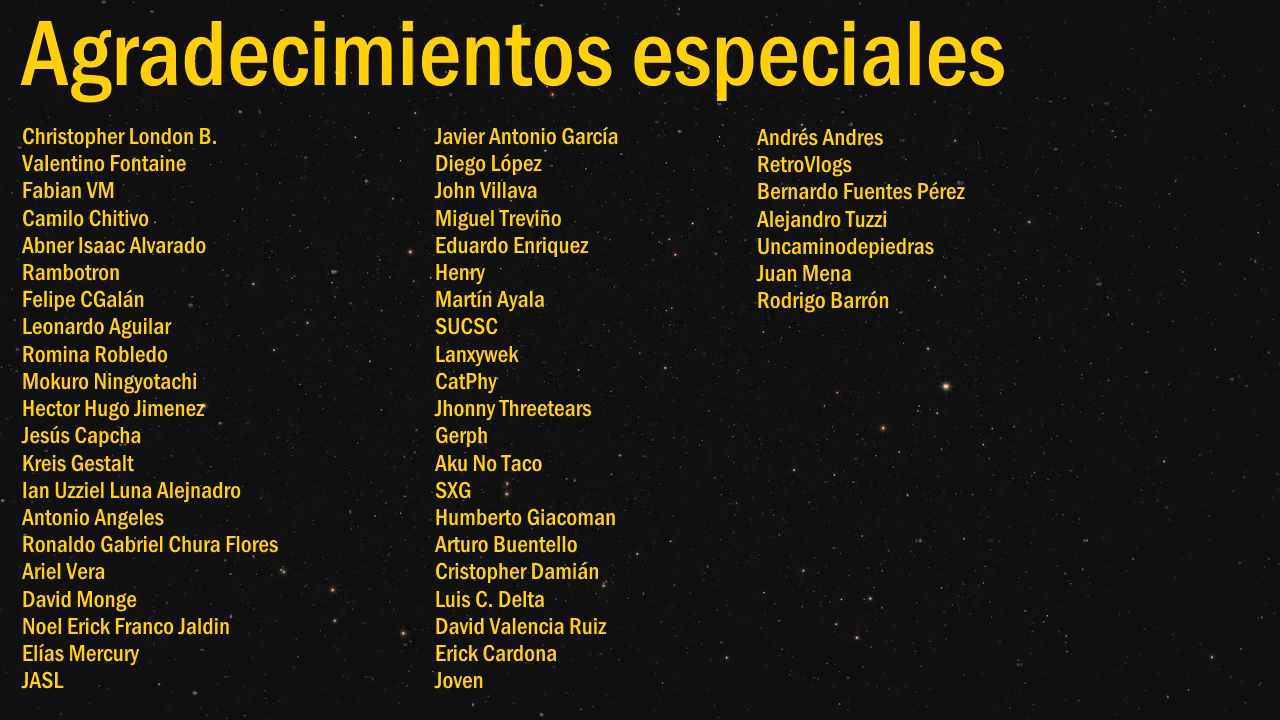 Agradecimientos especiales
Christopher London B.
Valentino Fontaine
Fabian VM
Camilo Chitivo
Abner Isaac Alvarado
Rambotron
Felipe CGalán
Leonardo Aguilar
Romina Robledo
Mokuro Ningyotachi
Hector Hugo Jimenez
Jesús Capcha
Kreis Gestalt
Ian Uzziel Luna Alejnadro
Antonio Angeles
Ronaldo Gabriel Chura Flores
Ariel Vera
David Monge
Noel Erick Franco Jaldin
Elías Mercury
JASL
Javier Antonio García
Diego López
John Villava
Miguel Treviño
Eduardo Enriquez
Henry
Martín Ayala
SUCSC
Lanxywek
CatPhy
Jhonny Threetears
Gerph
Aku No Taco
SXG
Humberto Giacoman
Arturo Buentello
Cristopher Damián
Luis C. Delta
David Valencia Ruiz
Erick Cardona
Joven
Andrés Andres
RetroVlogs
Bernardo Fuentes Pérez
Alejandro Tuzzi
Uncaminodepiedras
Juan Mena
Rodrigo Barrón